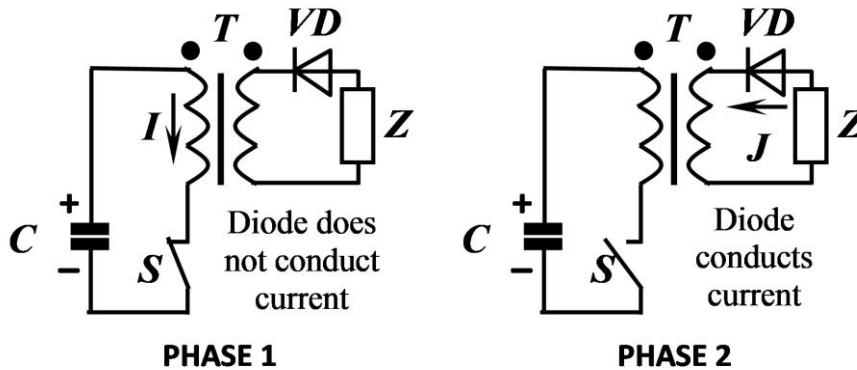 T VD
I Z
+
C
S
−
Diode does
not conduct
current
PHASE 1
T VD
J Z
+
C
S
−
Diode
conducts
current
PHASE 2